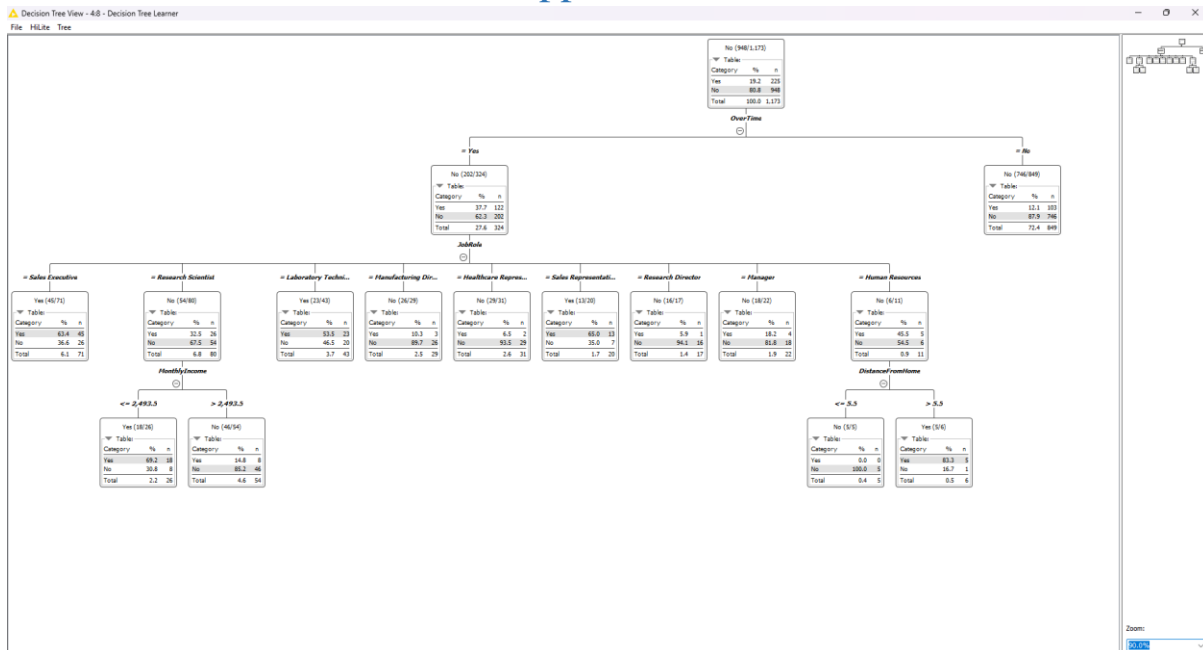 Decision Tree View - 4:8 - Decision Tree Learner
File HiLite Tree
No (948/1.173)
Table:
Category % n
Yes 19.2 225
No 80.8 948
Total 100.0 1.173
OverTime
= Yes
= No
No (202/324)
Table:
Category % n
Yes 37.7 122
No 62.3 202
Total 27.6 324
No (746/849)
Table:
Category % n
Yes 12.1 103
No 87.9 746
Total 72.4 849
JobRole
= Sales Executive
= Research Scientist
= Laboratory Techni...
= Manufacturing Dir...
= Healthcare Repres...
= Sales Representati...
= Research Director
= Manager
= Human Resources
Yes (45/71)
Table:
Category % n
Yes 63.4 45
No 36.6 26
Total 6.1 71
No (54/80)
Table:
Category % n
Yes 32.5 26
No 67.5 54
Total 6.8 80
Yes (23/43)
Table:
Category % n
Yes 53.5 23
No 46.5 20
Total 3.7 43
No (26/29)
Table:
Category % n
Yes 10.3 3
No 89.7 26
Total 2.5 29
No (29/31)
Table:
Category % n
Yes 6.5 2
No 93.5 29
Total 2.6 31
Yes (13/20)
Table:
Category % n
Yes 65.0 13
No 35.0 7
Total 1.7 20
No (16/17)
Table:
Category % n
Yes 5.9 1
No 94.1 16
Total 1.4 17
No (18/22)
Table:
Category % n
Yes 18.2 4
No 81.8 18
Total 1.9 22
No (6/11)
Table:
Category % n
Yes 45.5 5
No 54.5 6
Total 0.9 11
MonthlyIncome
DistanceFromHome
<= 2,493.5
> 2,493.5
<= 5.5
> 5.5
Yes (18/26)
Table:
Category % n
Yes 69.2 18
No 30.8 8
Total 2.2 26
No (46/54)
Table:
Category % n
Yes 14.8 8
No 85.2 46
Total 4.6 54
No (5/5)
Table:
Category % n
Yes 0.0 0
No 100.0 5
Total 0.4 5
Yes (5/6)
Table:
Category % n
Yes 83.3 5
No 16.7 1
Total 0.5 6
Zoom:
90.0%